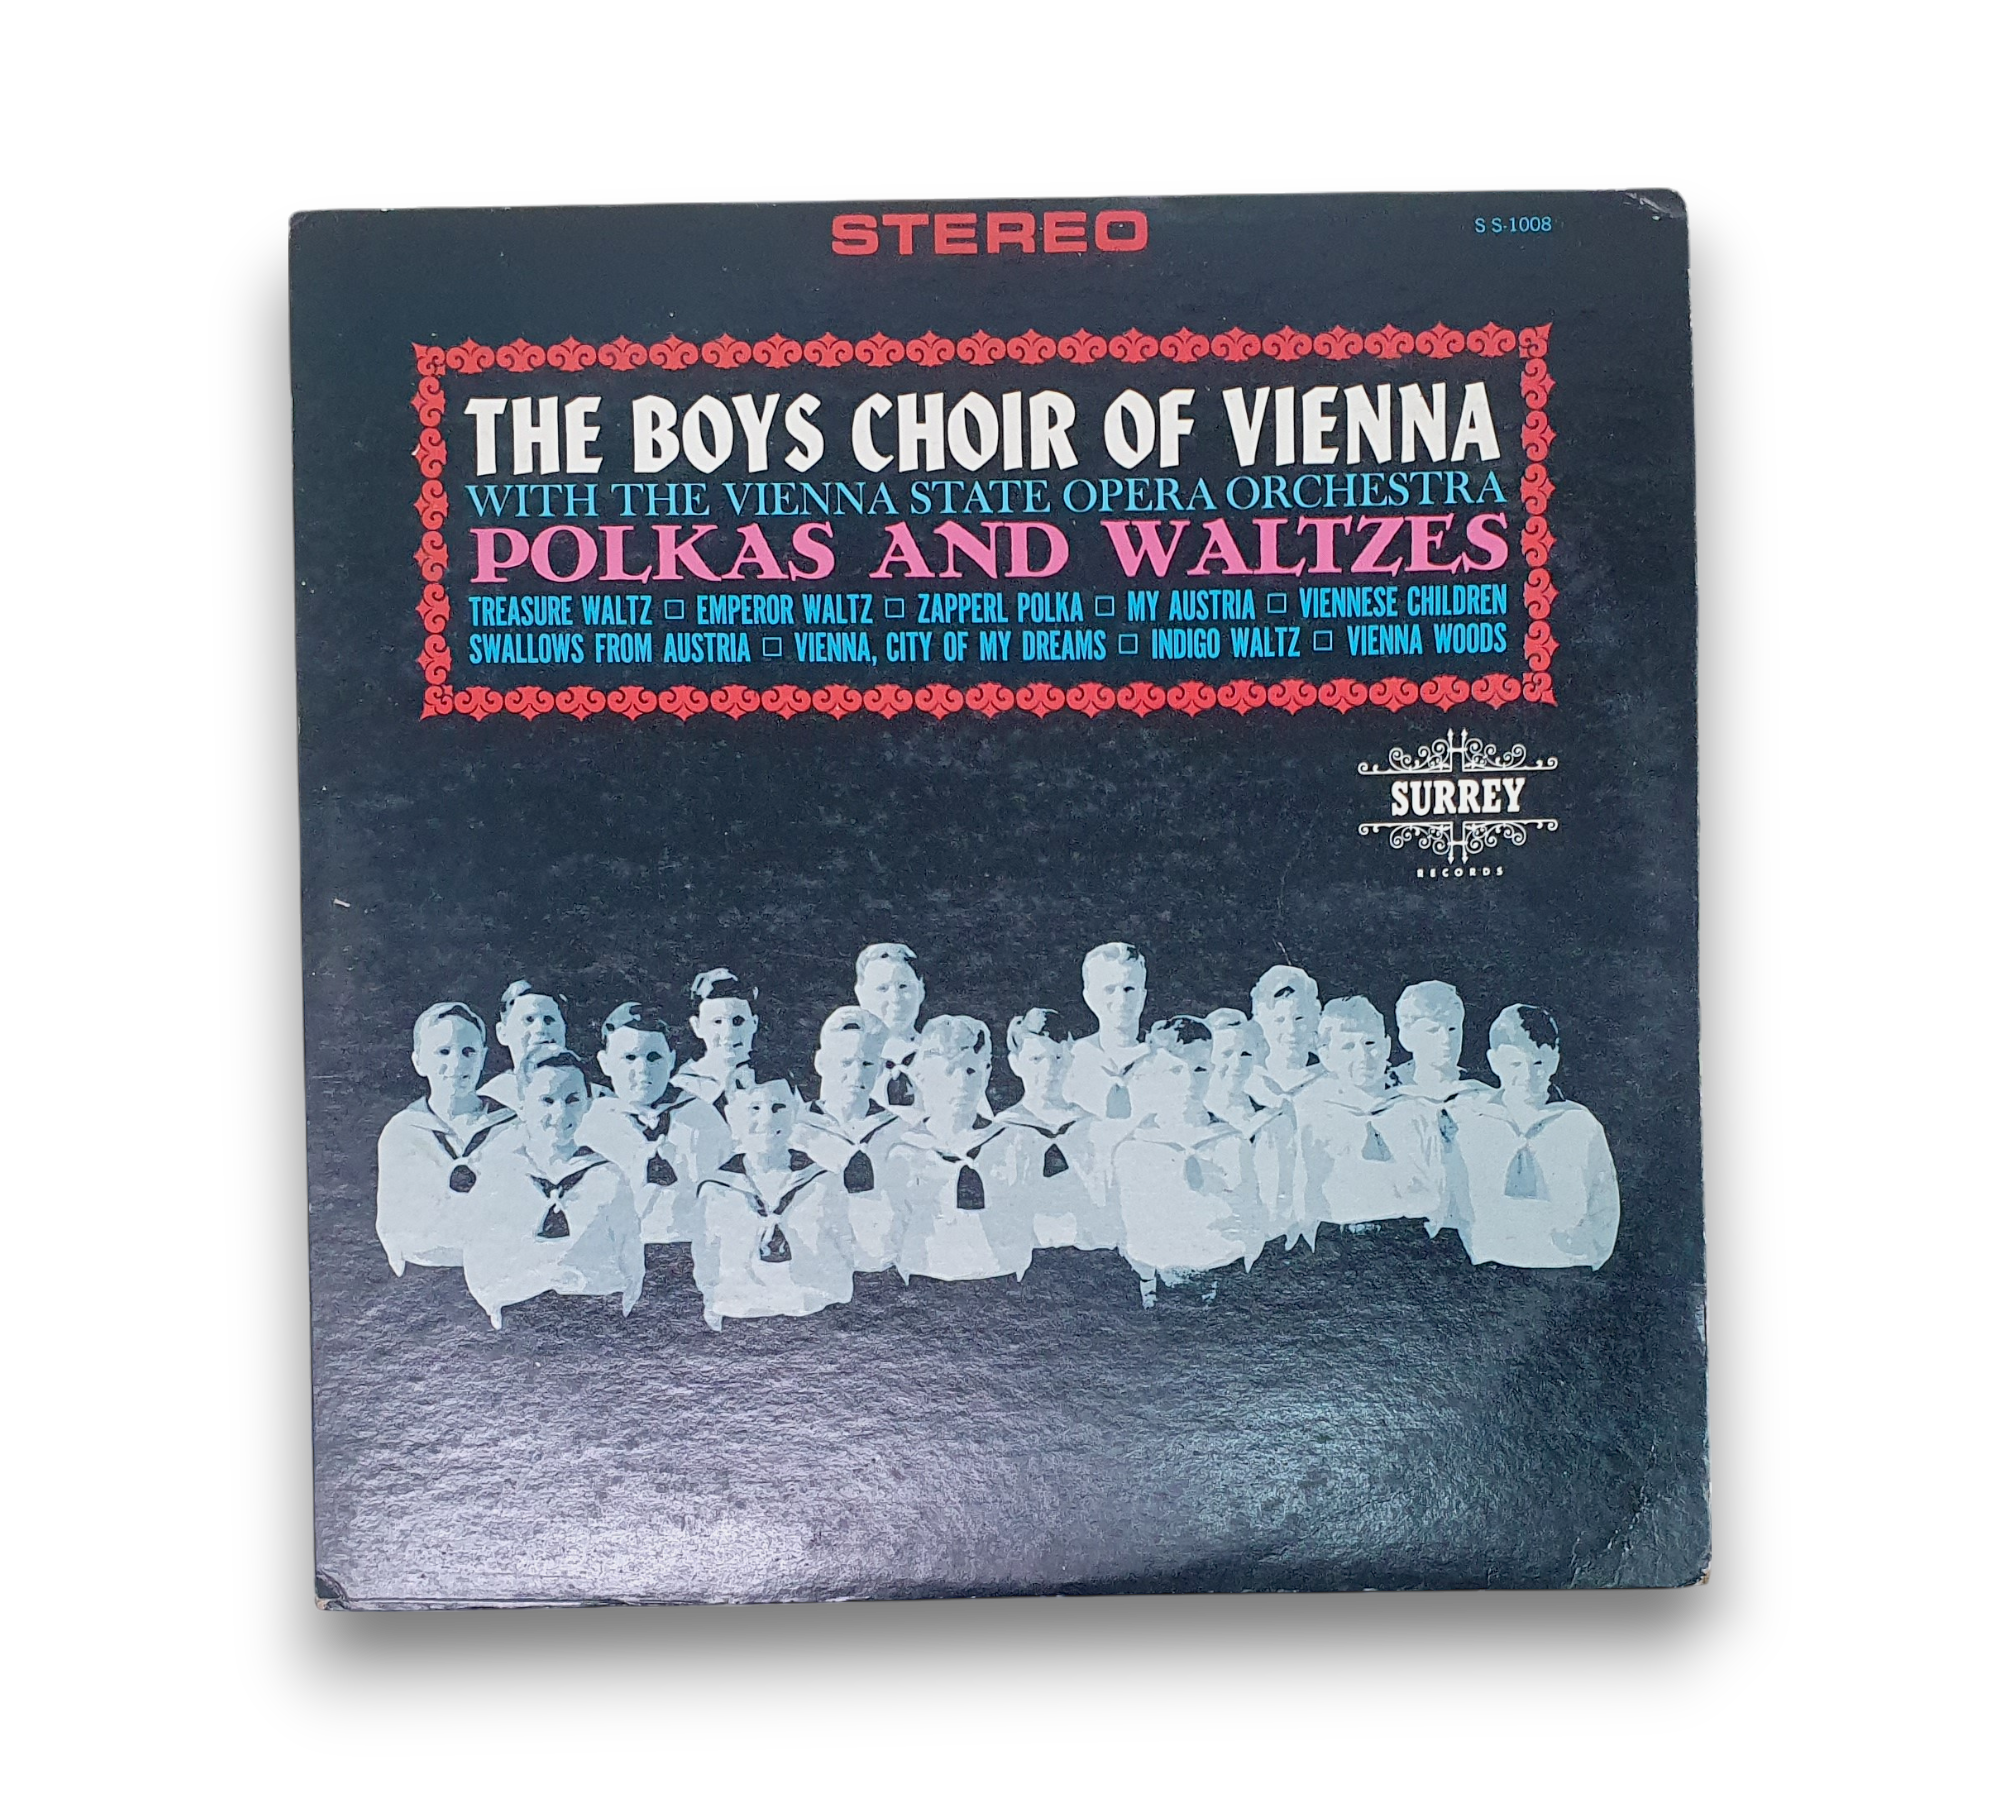 STEREO
S S-1008
THE BOYS CHOIR OF VIENNA
WITH THE VIENNA STATE OPERA ORCHESTRA
POLKAS AND WALTZES
TREASURE WALTZ □ EMPEROR WALTZ □ ZAPPERL POLKA □ MY AUSTRIA □ VIENNESE CHILDREN
SWALLOWS FROM AUSTRIA □ VIENNA, CITY OF MY DREAMS □ INDIGO WALTZ □ VIENNA WOODS
SURREY
RECORDS